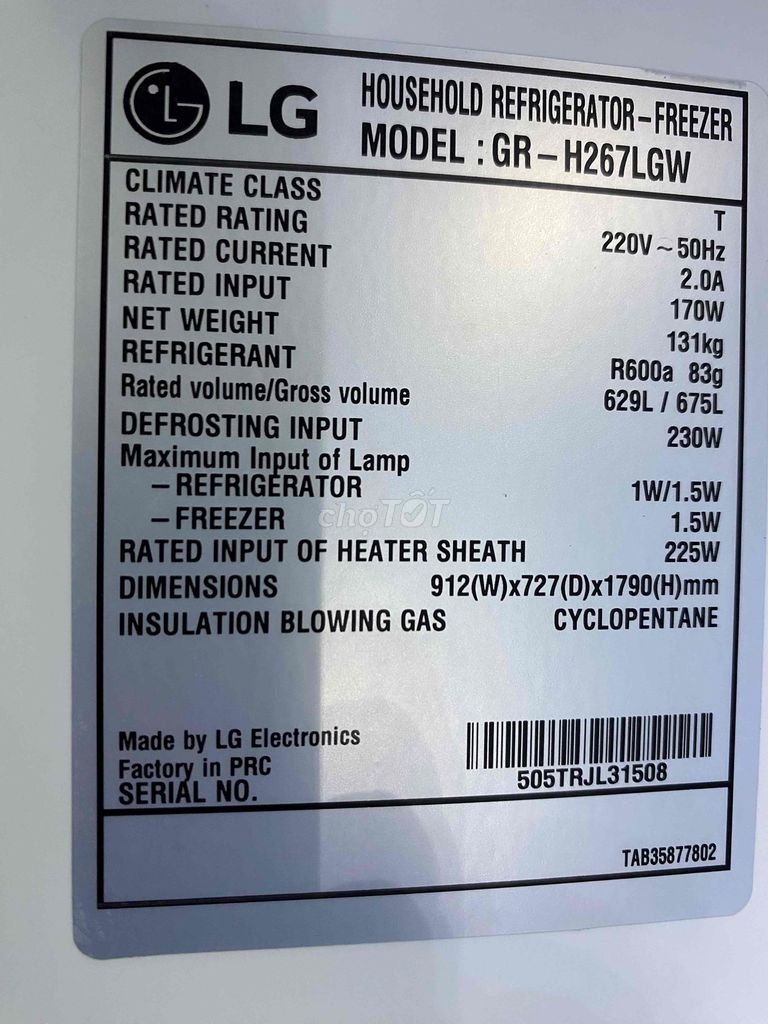 LG
HOUSEHOLD REFRIGERATOR-FREEZER
MODEL : GR-H267LGW
CLIMATE CLASS T
RATED RATING 220V~50Hz
RATED CURRENT 2.0A
RATED INPUT 170W
NET WEIGHT 131kg
REFRIGERANT R600a 83g
Rated volume/Gross volume 629L / 675L
DEFROSTING INPUT 230W
Maximum Input of Lamp
-REFRIGERATOR 1W/1.5W
-FREEZER 1.5W
chợTỐT
RATED INPUT OF HEATER SHEATH 225W
DIMENSIONS 912(W)x727(D)x1790(H)mm
INSULATION BLOWING GAS CYCLOPENTANE
Made by LG Electronics
Factory in PRC
SERIAL NO. 505TRJL31508
TAB35877802